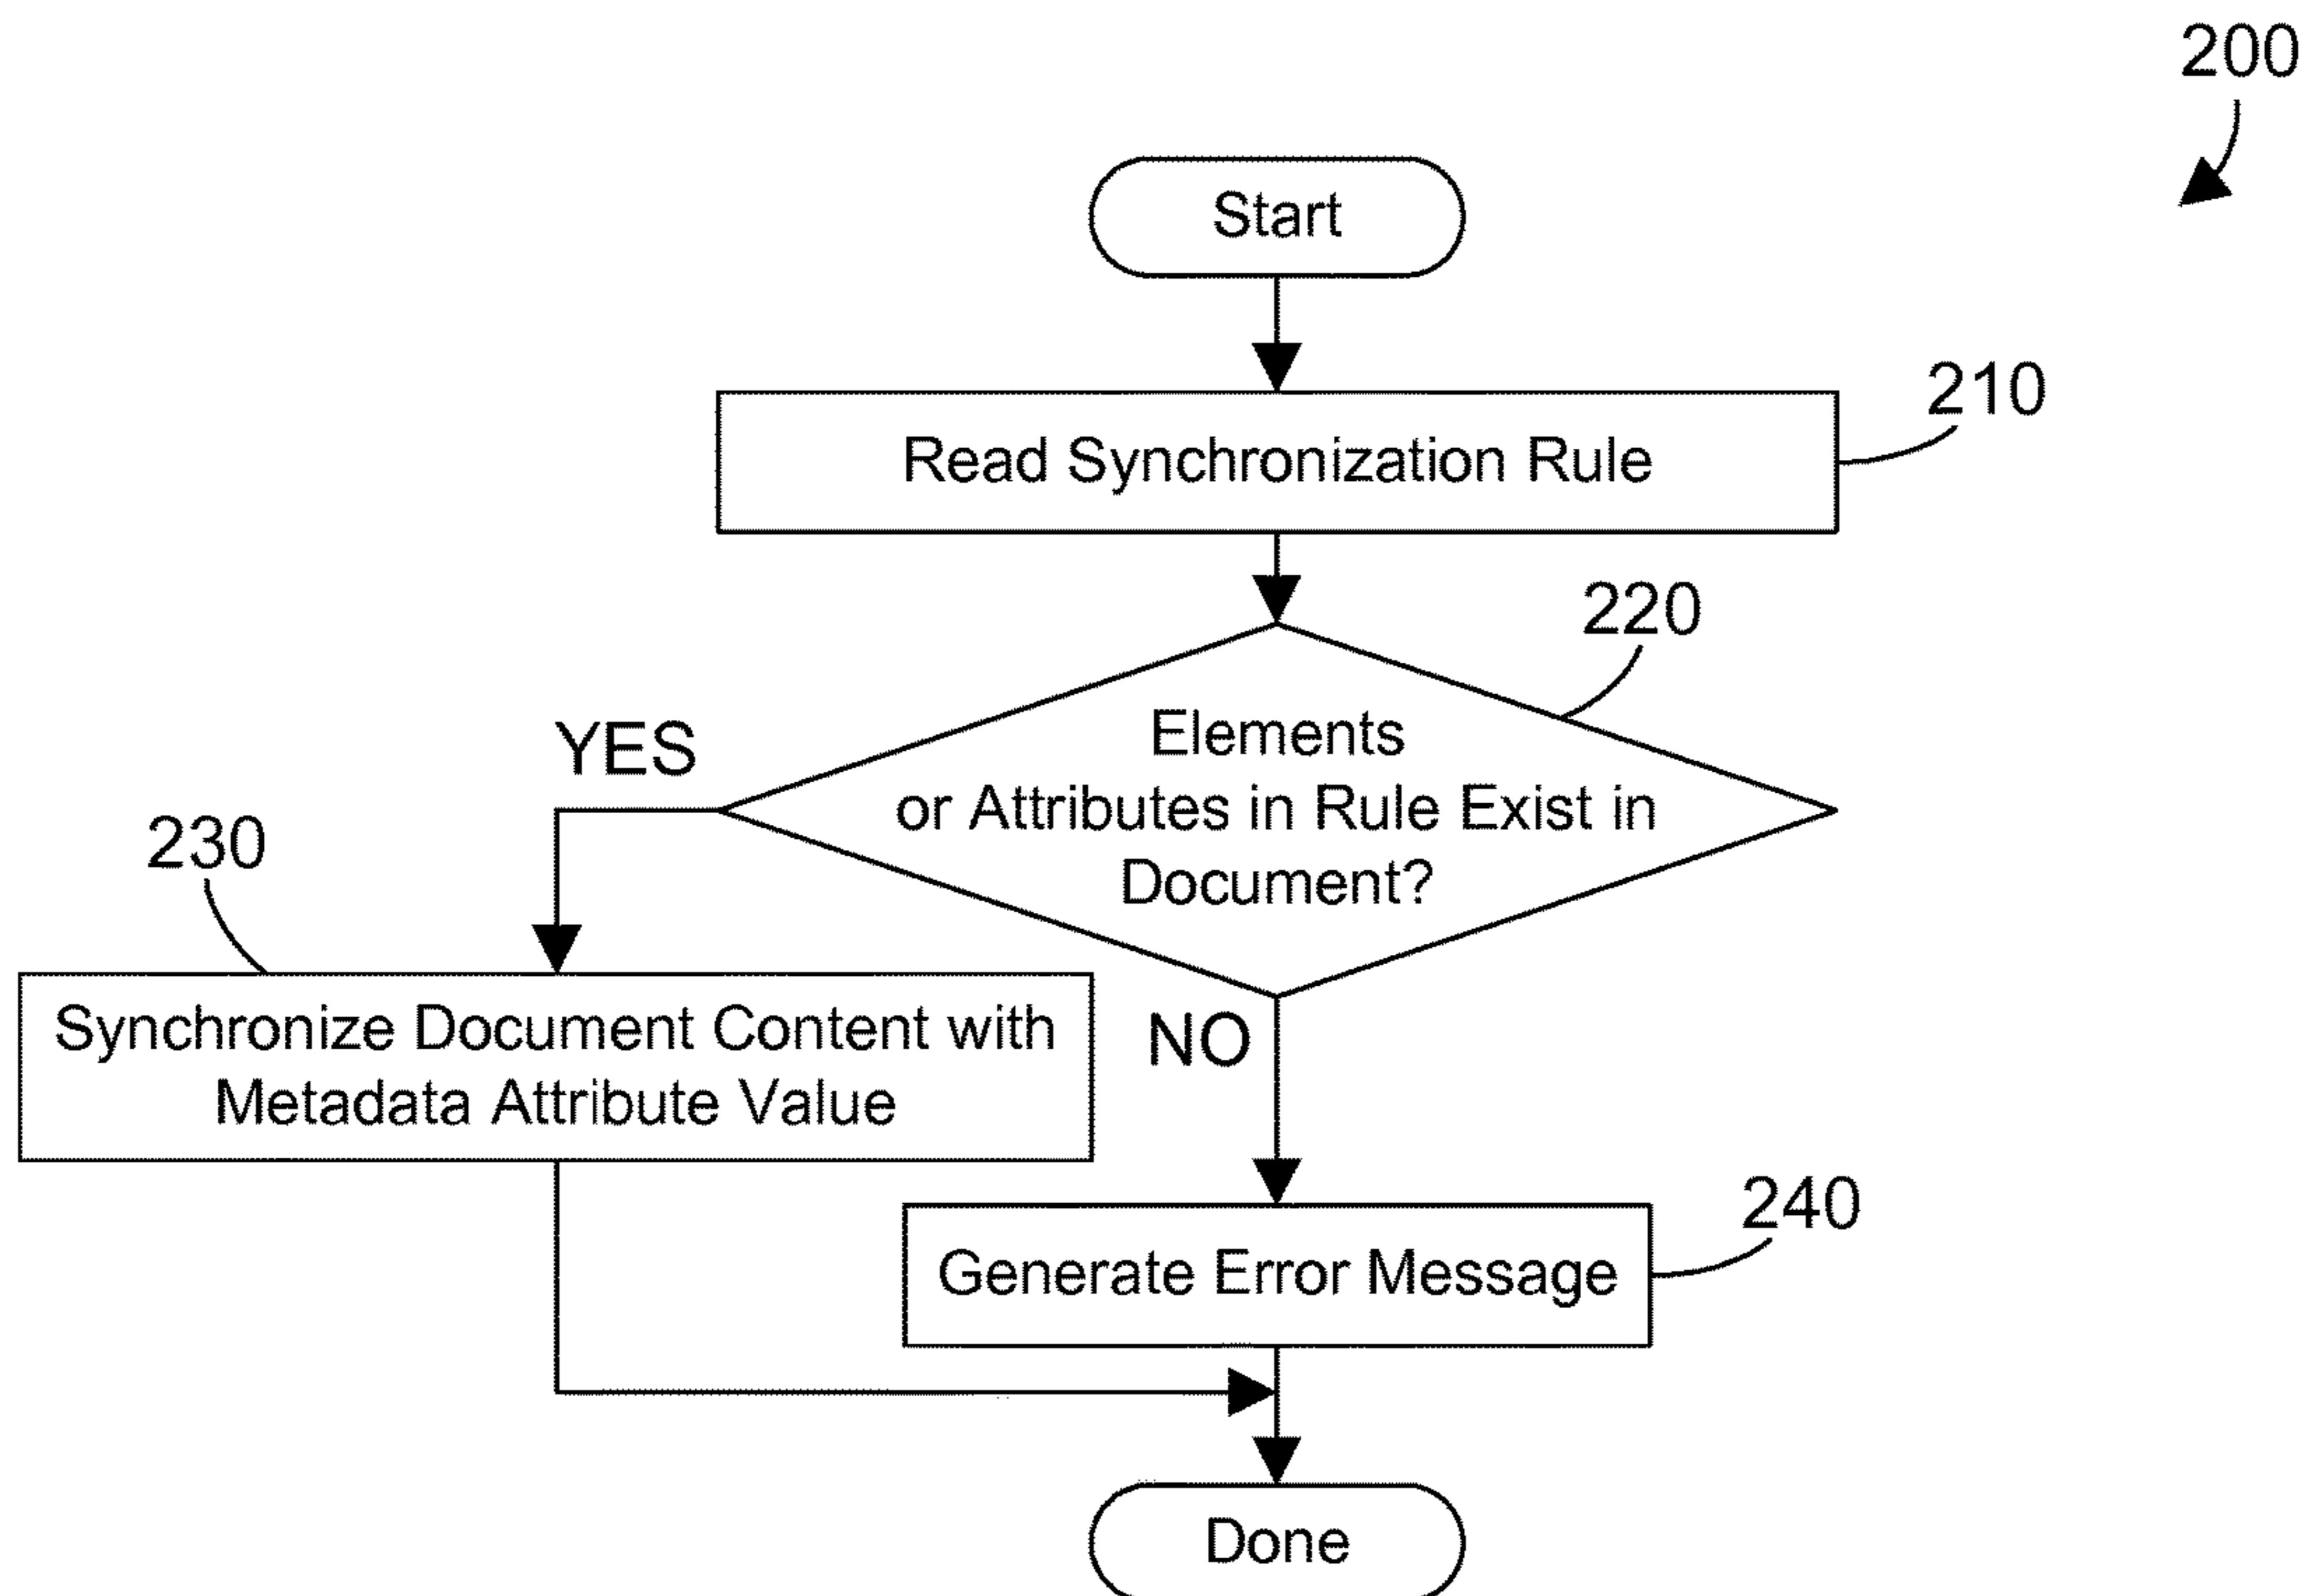 200
Start
210
Read Synchronization Rule
220
Elements
or Attributes in Rule Exist in
Document?
YES
230
Synchronize Document Content with
Metadata Attribute Value
NO
240
Generate Error Message
Done